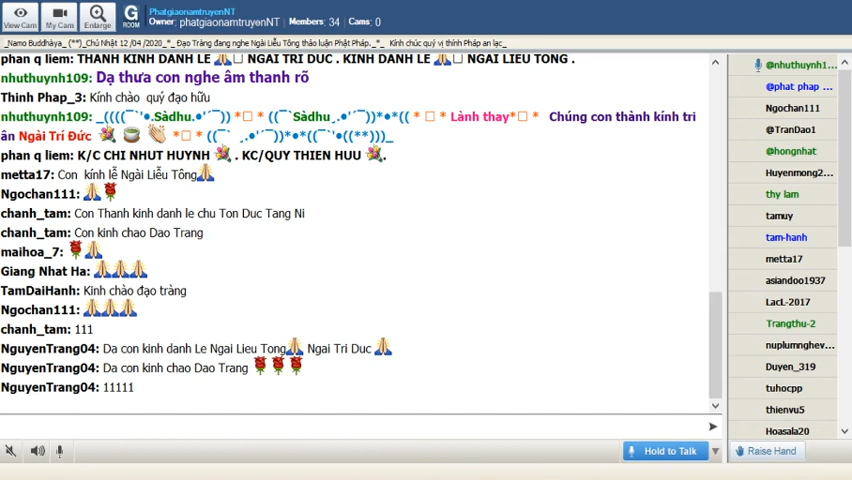 View Cam
My Cam
Enlarge
G
ROOM
PhatgiaonamtruyenNT
Owner: phatgiaonamtruyenNT Members: 34 Cams: 0
_Namo Buddhàya_ (**)_Chủ Nhật 12 /04 /2020_*_ Đạo Tràng đang nghe Ngài Liễu Tông thảo luận Phật Pháp._*_ Kính chúc quý vị thính Pháp an lạc_
phan q liem: THANH KINH DANH LE 🙏□ NGAI TRI DUC . KINH DANH LE 🙏□ NGAI LIEU TONG .
nhuthuynh109: Dạ thưa con nghe âm thanh rõ
Thinh Phap_3: Kính chào quý đạo hữu
nhuthuynh109: _((((¯`'•.Sàdhu.•'´¯)) *□ * ((¯`Sàdhu¸.•'´¯))*•*(( * □ * Lành thay*□ * Chúng con thành kính tri
ân Ngài Trí Đức 💐 🍵 👏 *□ * ((¯` ¸.•'´¯))*•*((¯`'•((**)))_
phan q liem: K/C CHI NHUT HUYNH 💐 . KC/QUY THIEN HUU 💐.
metta17: Con kính lễ Ngài Liễu Tông🙏
Ngochan111: 🙏🌹
chanh_tam: Con Thanh kinh danh le chu Ton Duc Tang Ni
chanh_tam: Con kinh chao Dao Trang
maihoa_7: 🌹🙏
Giang Nhat Ha: 🙏🙏🙏
TamDaiHanh: Kinh chào đạo tràng
Ngochan111: 🙏🙏🙏
chanh_tam: 111
NguyenTrang04: Da con kinh danh Le Ngai Lieu Tong🙏 Ngai Tri Duc 🙏
NguyenTrang04: Da con kinh chao Dao Trang 🌹🌹🌹
NguyenTrang04: 11111
@nhuthuynh1...
@phat phap ...
Ngochan111
@TranDao1
@hongnhat
Huyenmong2...
thy lam
tamuy
tam-hanh
metta17
asiandoo1937
LacL-2017
Trangthu-2
nuplumnghev...
Duyen_319
tuhocpp
thienvu5
Hoasala20
Hold to Talk
Raise Hand